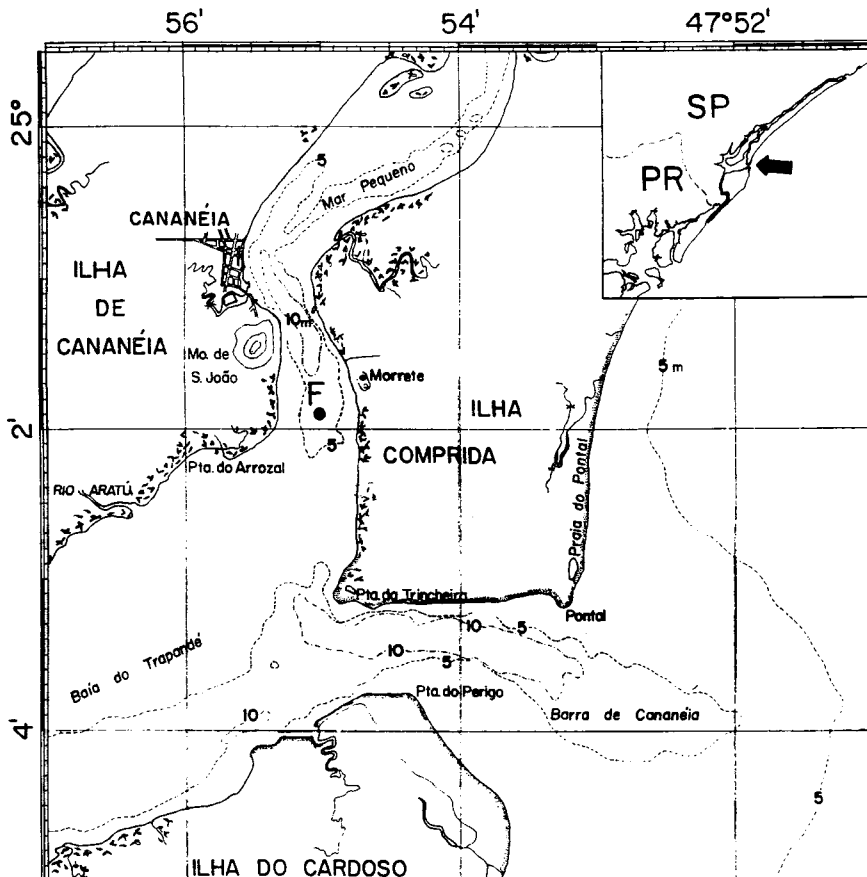 56' 54' 47°52'
25°
SP
PR
5
Mar Pequeno
CANANÉIA
ILHA
DE
CANANÉIA
10m
Mo. de
S. João
5 m
Morrete
F
ILHA
2'
5
COMPRIDA
Pta. do Arrozal
RIO ARATÚ
Praia do Pontal
Pta. da Trincheira
Pontal
10 5
10
5
Baía do Trapandé
Pta. do Perigo
10
Barra de Cananéia
4'
5
ILHA DO CARDOSO